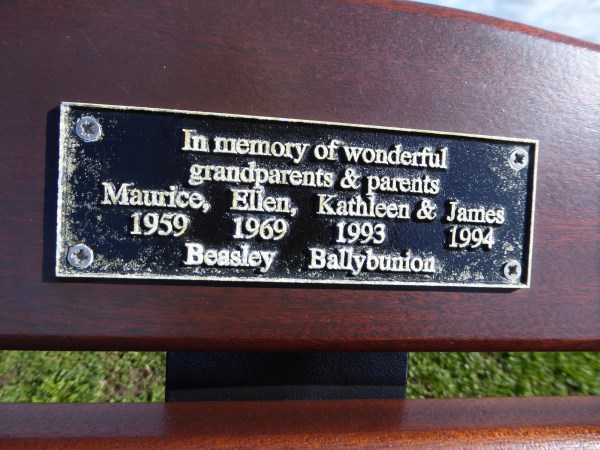 In memory of wonderful
grandparents & parents
Maurice, Ellen, Kathleen & James
1959 1969 1993 1994
Beasley Ballybunion